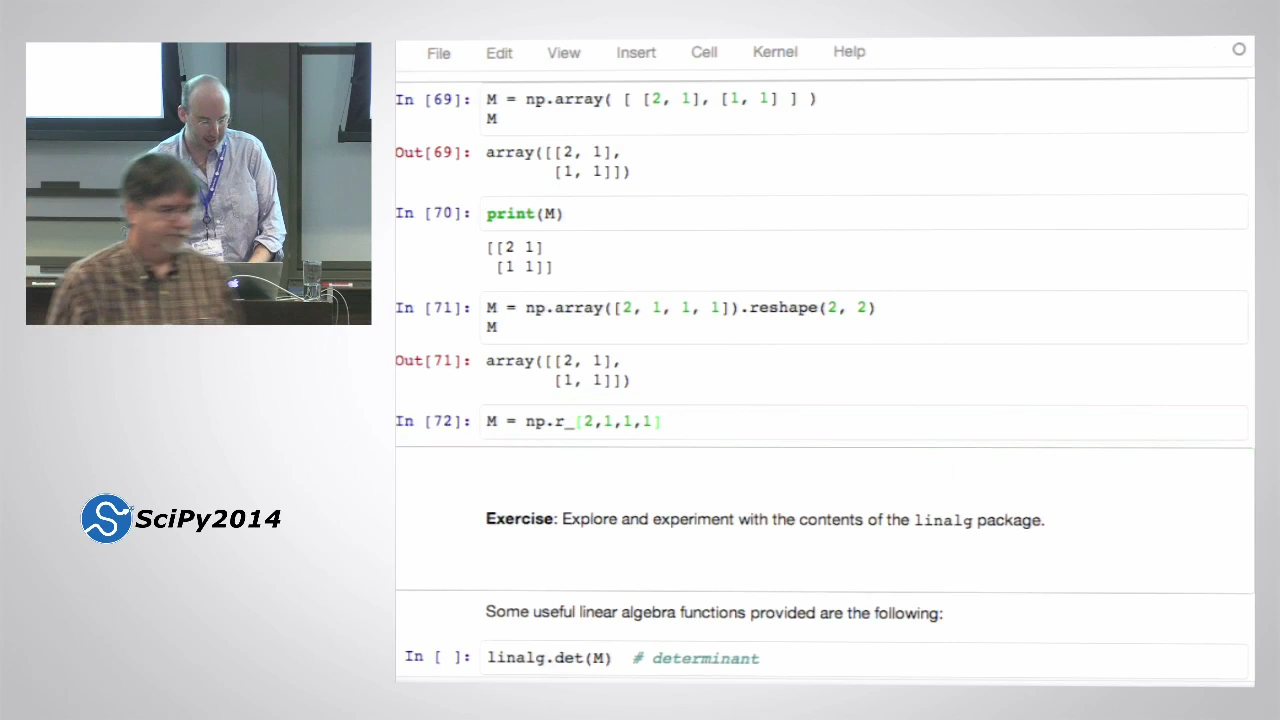 File Edit View Insert Cell Kernel Help
In [69]: M = np.array( [ [2, 1], [1, 1] ] )
M
Out[69]: array([[2, 1],
[1, 1]])
In [70]: print(M)
[[2 1]
[1 1]]
In [71]: M = np.array([2, 1, 1, 1]).reshape(2, 2)
M
Out[71]: array([[2, 1],
[1, 1]])
In [72]: M = np.r_[2,1,1,1]
SciPy2014
Exercise: Explore and experiment with the contents of the linalg package.
Some useful linear algebra functions provided are the following:
In [ ]: linalg.det(M) # determinant